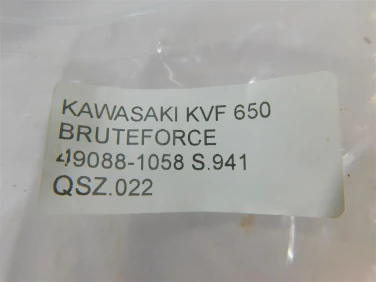 KAWASAKI KVF 650
BRUTEFORCE
49088-1058 S.941
QSZ.022